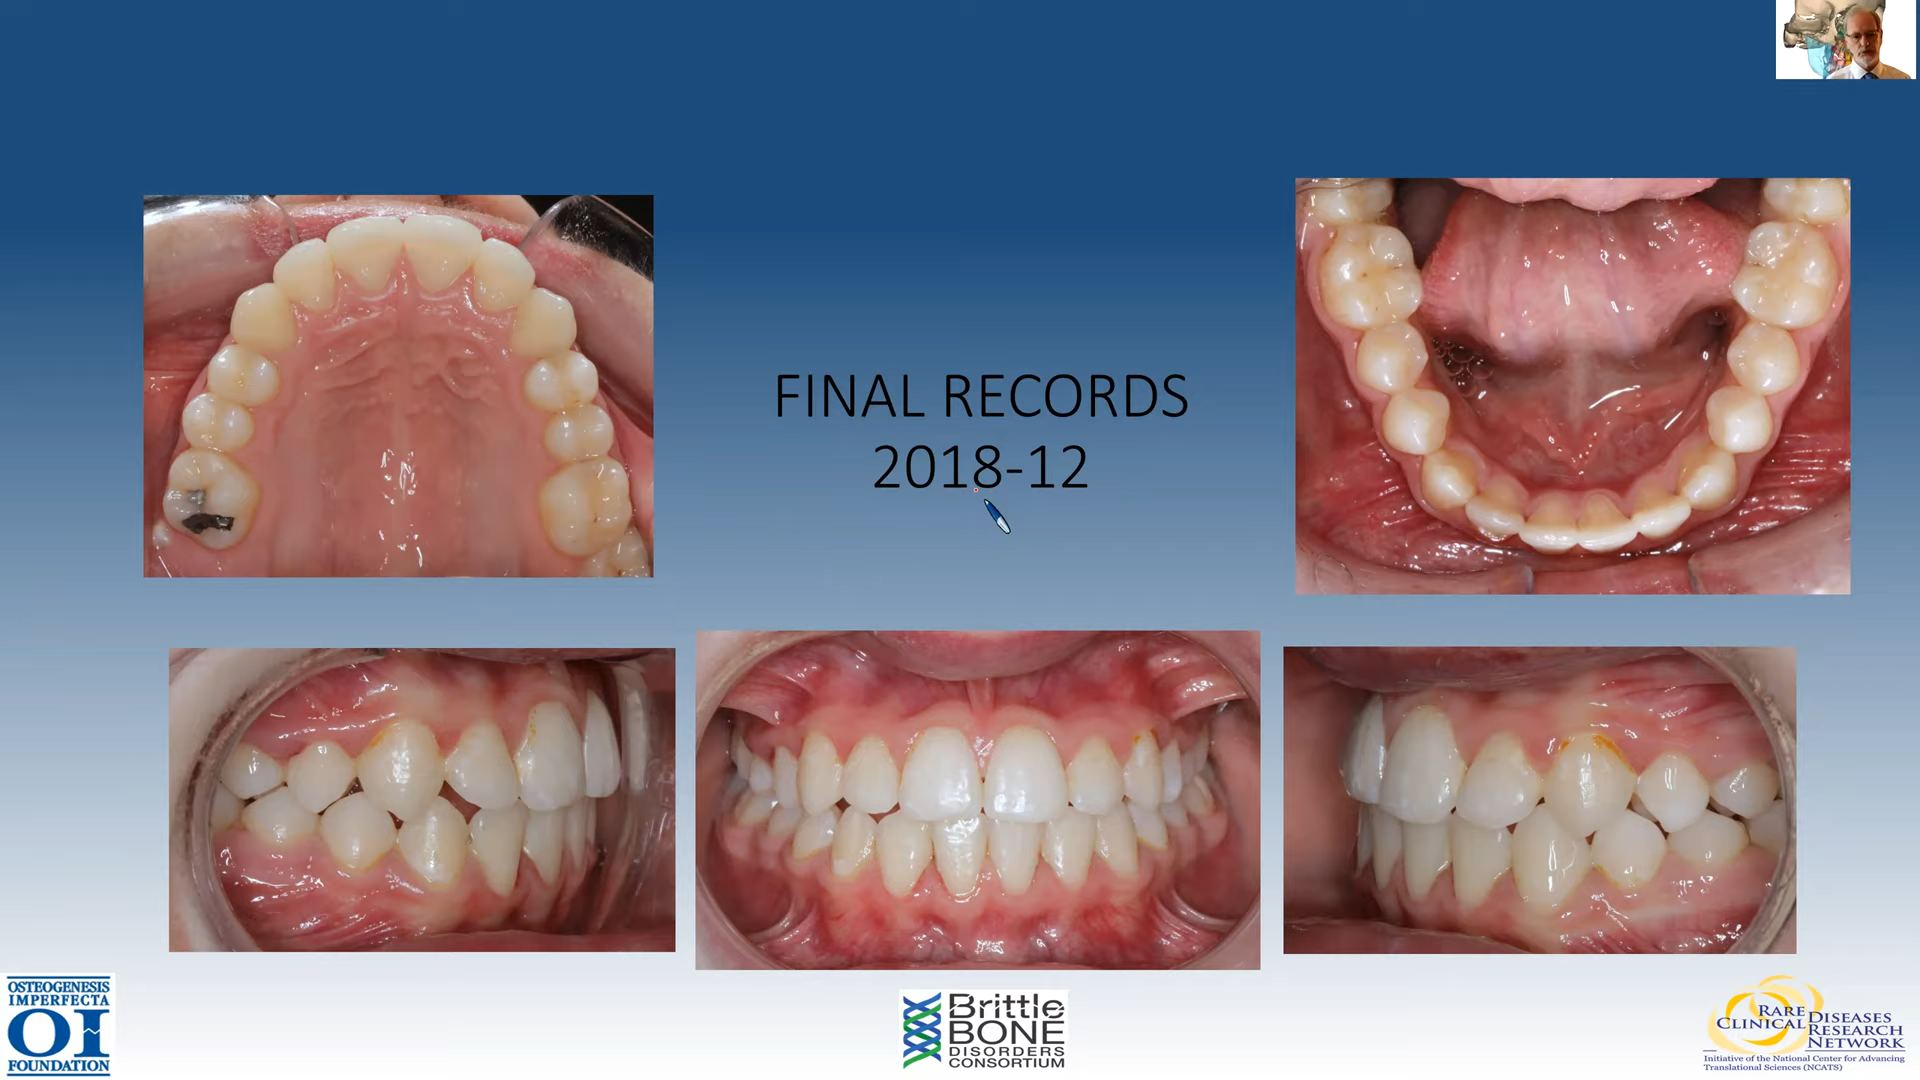 FINAL RECORDS
2018-12
OSTEOGENESIS
IMPERFECTA
OI
FOUNDATION
Brittle
BONE
DISORDERS
CONSORTIUM
RARE DISEASES
CLINICAL RESEARCH
NETWORK
Initiative of the National Center for Advancing
Translational Sciences (NCATS)